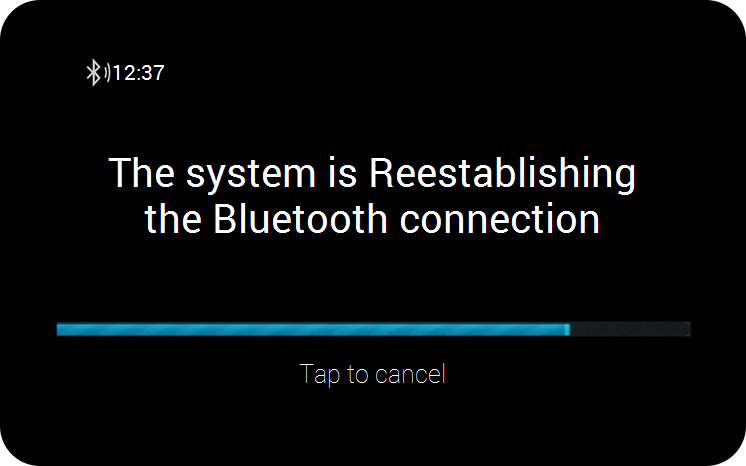 12:37
The system is Reestablishing
the Bluetooth connection
Tap to cancel